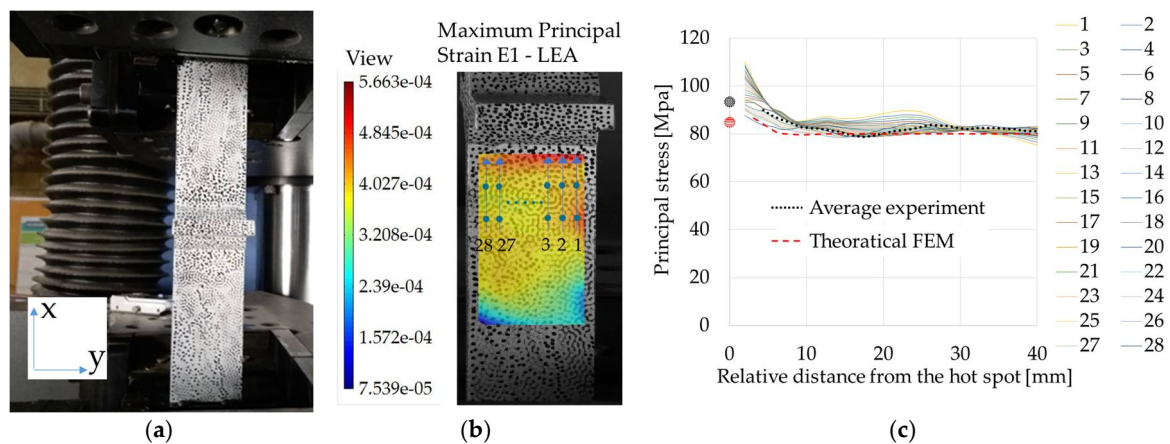 x
y
(a)
Maximum Principal
Strain E1 - LEA
View
5.663e-04
4.845e-04
4.027e-04
3.208e-04
2.39e-04
1.572e-04
7.539e-05
28 27 3 2 1
(b)
Principal stress [Mpa]
120
100
80
60
40
20
0
0 10 20 30 40
Relative distance from the hot spot [mm]
Average experiment
Theoratical FEM
1 2
3 4
5 6
7 8
9 10
11 12
13 14
15 16
17 18
19 20
21 22
23 24
25 26
27 28
(c)